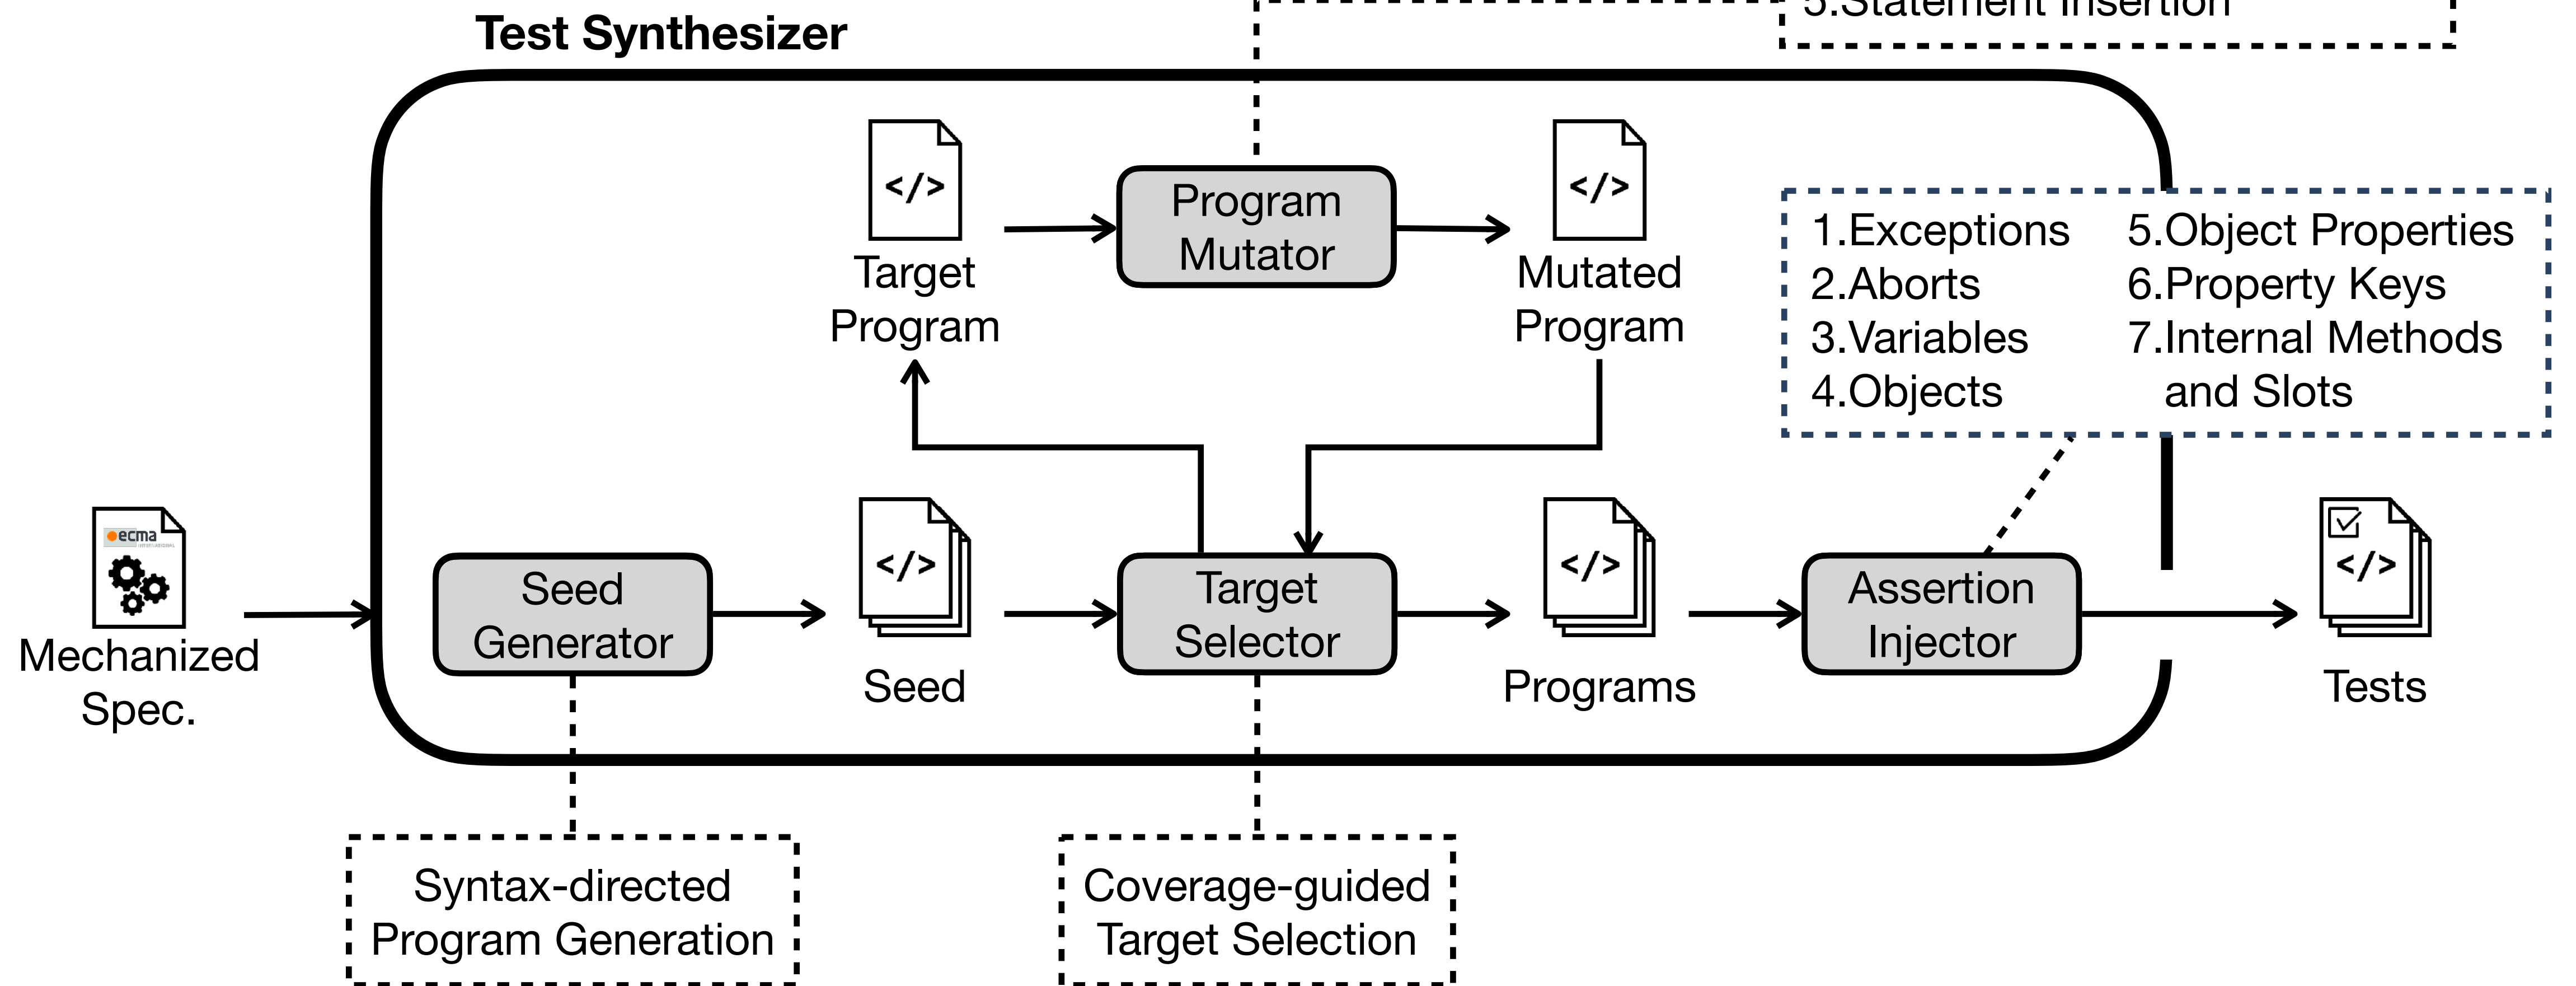 5.Statement Insertion
Test Synthesizer
</>
</>
Program
Mutator
Target
Program
Mutated
Program
1.Exceptions
2.Aborts
3.Variables
4.Objects
5.Object Properties
6.Property Keys
7.Internal Methods
and Slots
ecma
Mechanized
Spec.
Seed
Generator
</>
Seed
Target
Selector
</>
Programs
Assertion
Injector
</>
Tests
Syntax-directed
Program Generation
Coverage-guided
Target Selection